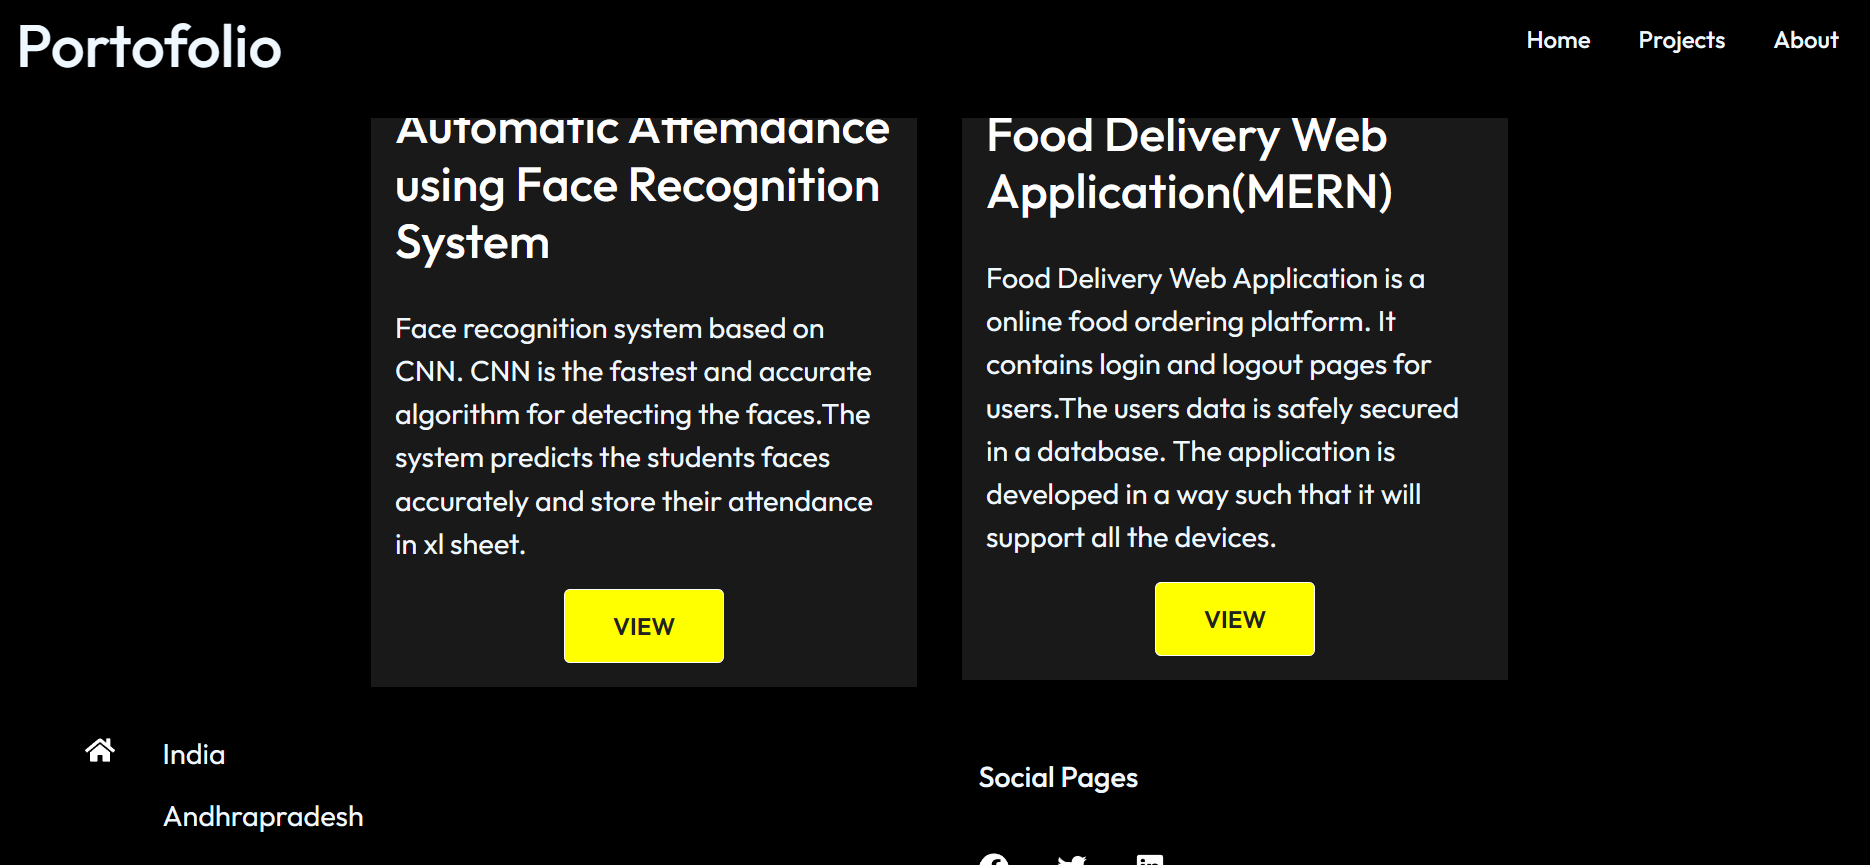 Portofolio
Home Projects About
Automatic Attemdance
using Face Recognition
System
Face recognition system based on
CNN. CNN is the fastest and accurate
algorithm for detecting the faces.The
system predicts the students faces
accurately and store their attendance
in xl sheet.
VIEW
Food Delivery Web
Application(MERN)
Food Delivery Web Application is a
online food ordering platform. It
contains login and logout pages for
users.The users data is safely secured
in a database. The application is
developed in a way such that it will
support all the devices.
VIEW
India
Andhrapradesh
Social Pages